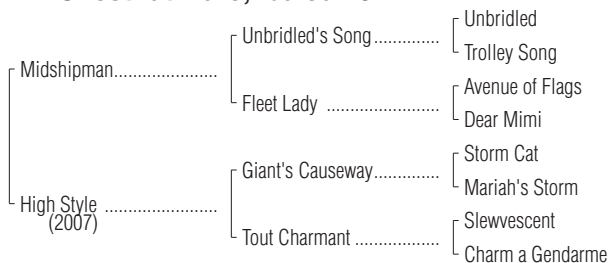 Unbridled
Unbridled's Song..............
Trolley Song
Midshipman......................
Avenue of Flags
Fleet Lady ........................
Dear Mimi
Storm Cat
Giant's Causeway..............
Mariah's Storm
High Style ........................
(2007)
Slewvescent
Tout Charmant ..................
Charm a Gendarme